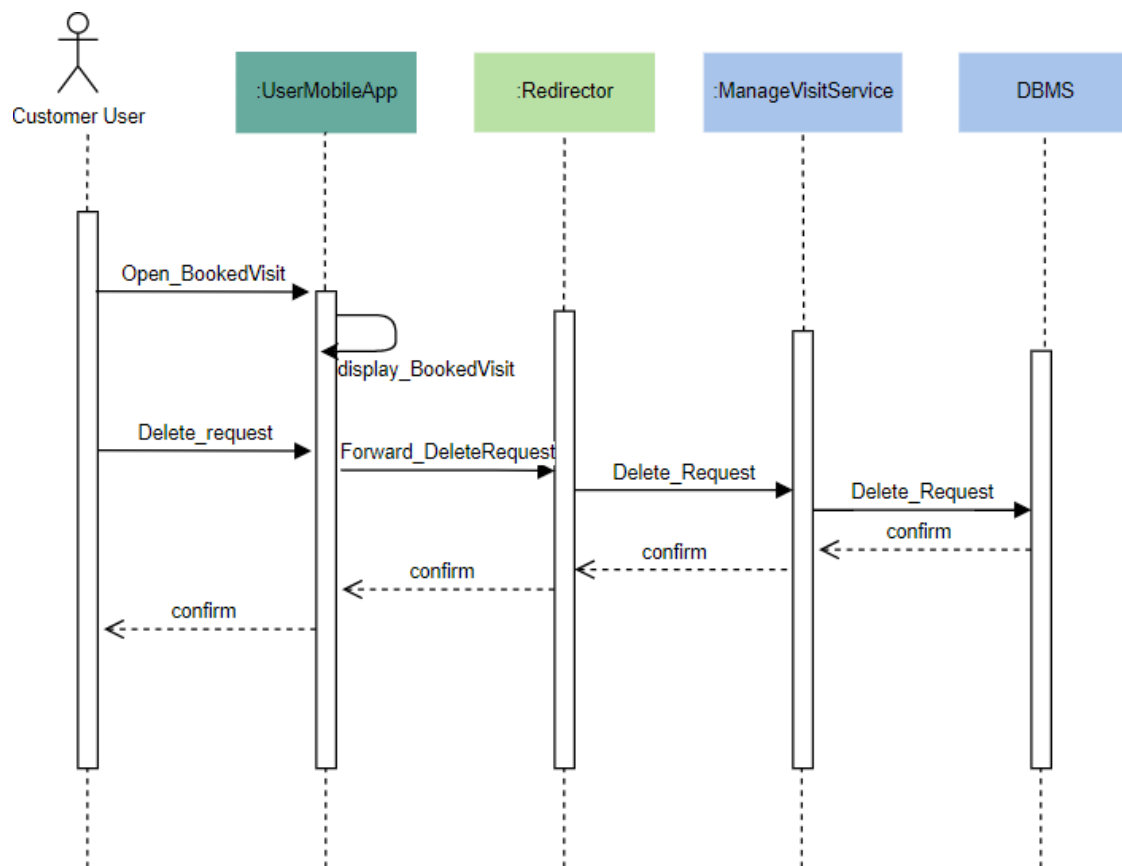 Customer User
:UserMobileApp
:Redirector
:ManageVisitService
DBMS
Open_BookedVisit
display_BookedVisit
Delete_request
Forward_DeleteRequest
Delete_Request
Delete_Request
confirm
confirm
confirm
confirm